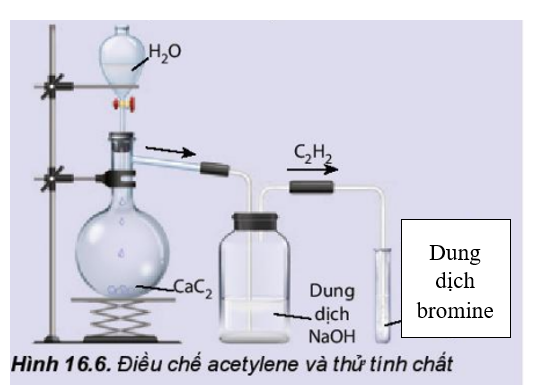 H₂O
C₂H₂
CaC₂
Dung
dịch
NaOH
Dung
dịch
bromine
Hình 16.6. Điều chế acetylene và thử tính chất